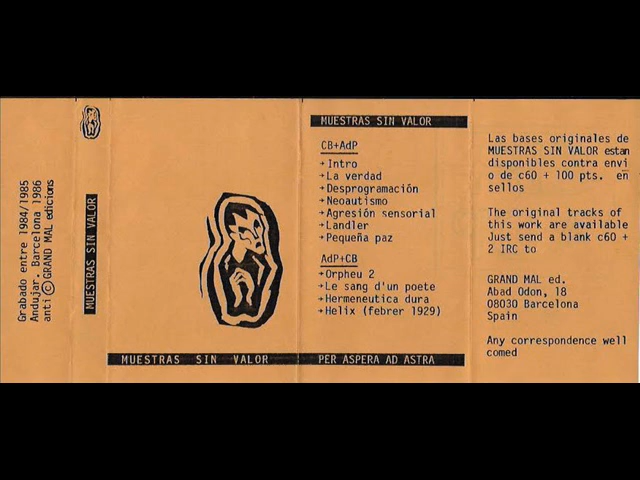 Grabado entre 1984/1985
Andujar. Barcelona 1986
anti © GRAND MAL edicions
MUESTRAS SIN VALOR
MUESTRAS SIN VALOR
MUESTRAS SIN VALOR
CB+AdP
→Intro
→La verdad
→Desprogramación
→Neoautismo
→Agresión sensorial
→Landler
→Pequeña paz
AdP+CB
→Orpheu 2
→Le sang d'un poete
→Hermeneutica dura
→Helix (febrer 1929)
PER ASPERA AD ASTRA
Las bases originales de
MUESTRAS SIN VALOR estan
disponibles contra envi
o de c60 + 100 pts. en
sellos
The original tracks of
this work are available
Just send a blank c60 +
2 IRC to
GRAND MAL ed.
Abad Odon, 18
08030 Barcelona
Spain
Any correspondence well
comed